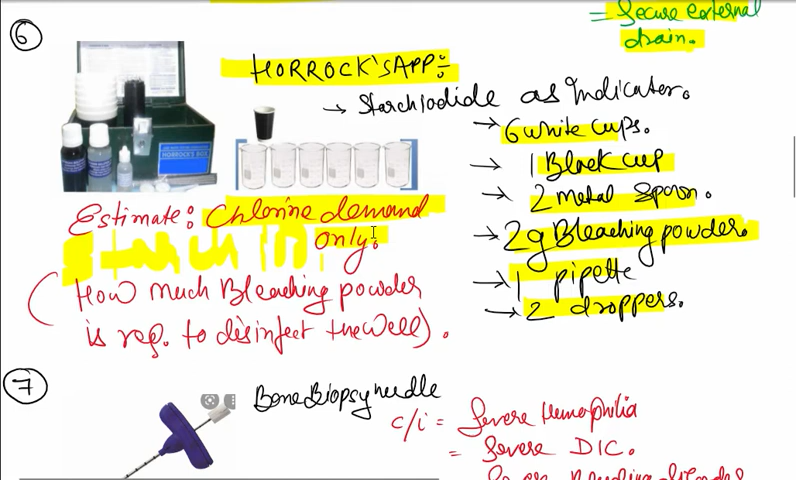 = Secure external
drain.
6
HORROCK'S APP:
HORROCK'S BOX
→ Starch iodide as Indicator.
→ 6 white cups.
→ 1 Black cup
→ 2 metal spoon.
→ 2g Bleaching powder.
→ 1 pipette
→ 2 droppers.
Estimate: Chlorine demand
only.
(How much Bleaching powder
is req. to disinfect the well).
7
Bone Biopsy needle
c/i = Severe Hemophilia
= Severe DIC.